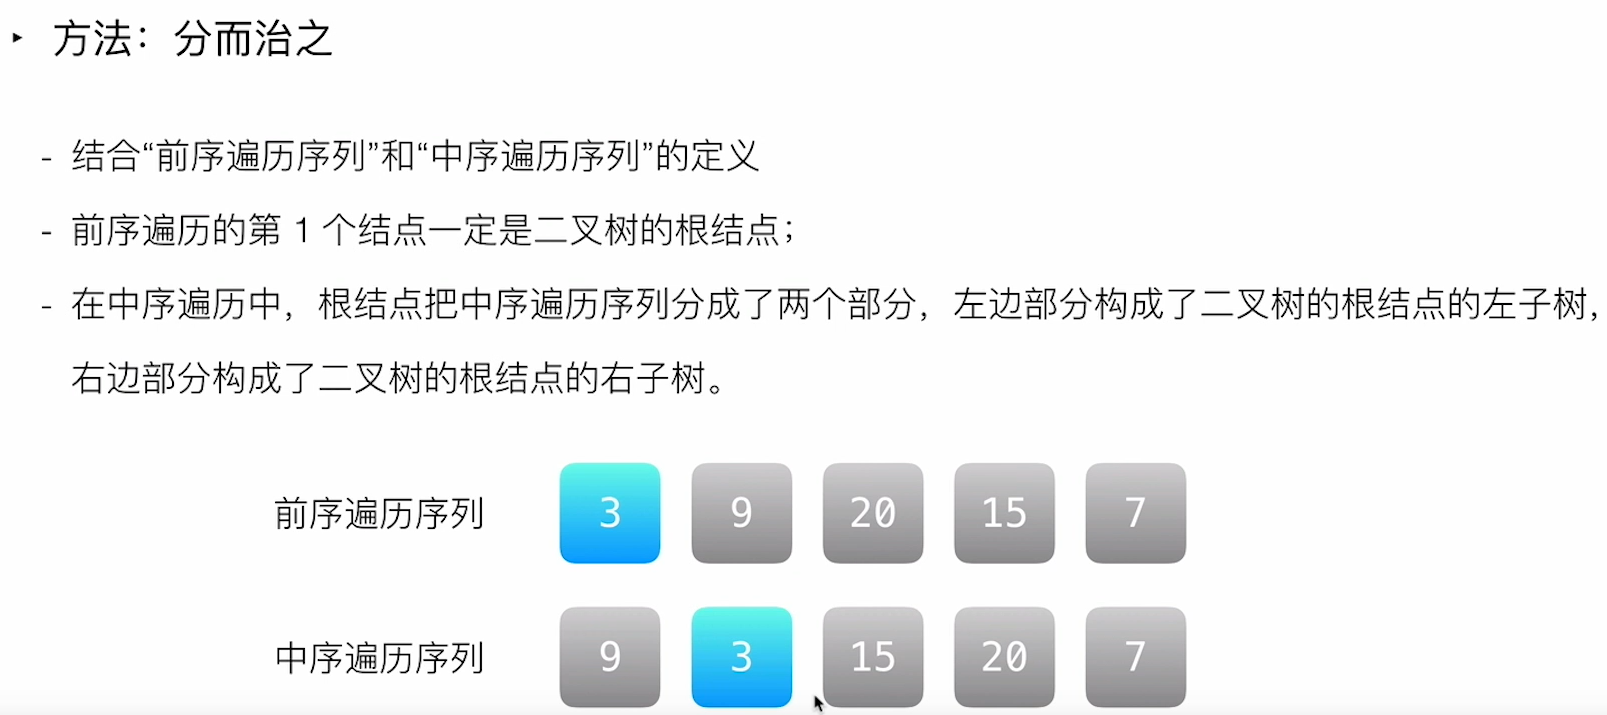 ‣ 方法：分而治之
- 结合“前序遍历序列”和“中序遍历序列”的定义
- 前序遍历的第 1 个结点一定是二叉树的根结点；
- 在中序遍历中，根结点把中序遍历序列分成了两个部分，左边部分构成了二叉树的根结点的左子树，
右边部分构成了二叉树的根结点的右子树。
前序遍历序列 3 9 20 15 7
中序遍历序列 9 3 15 20 7